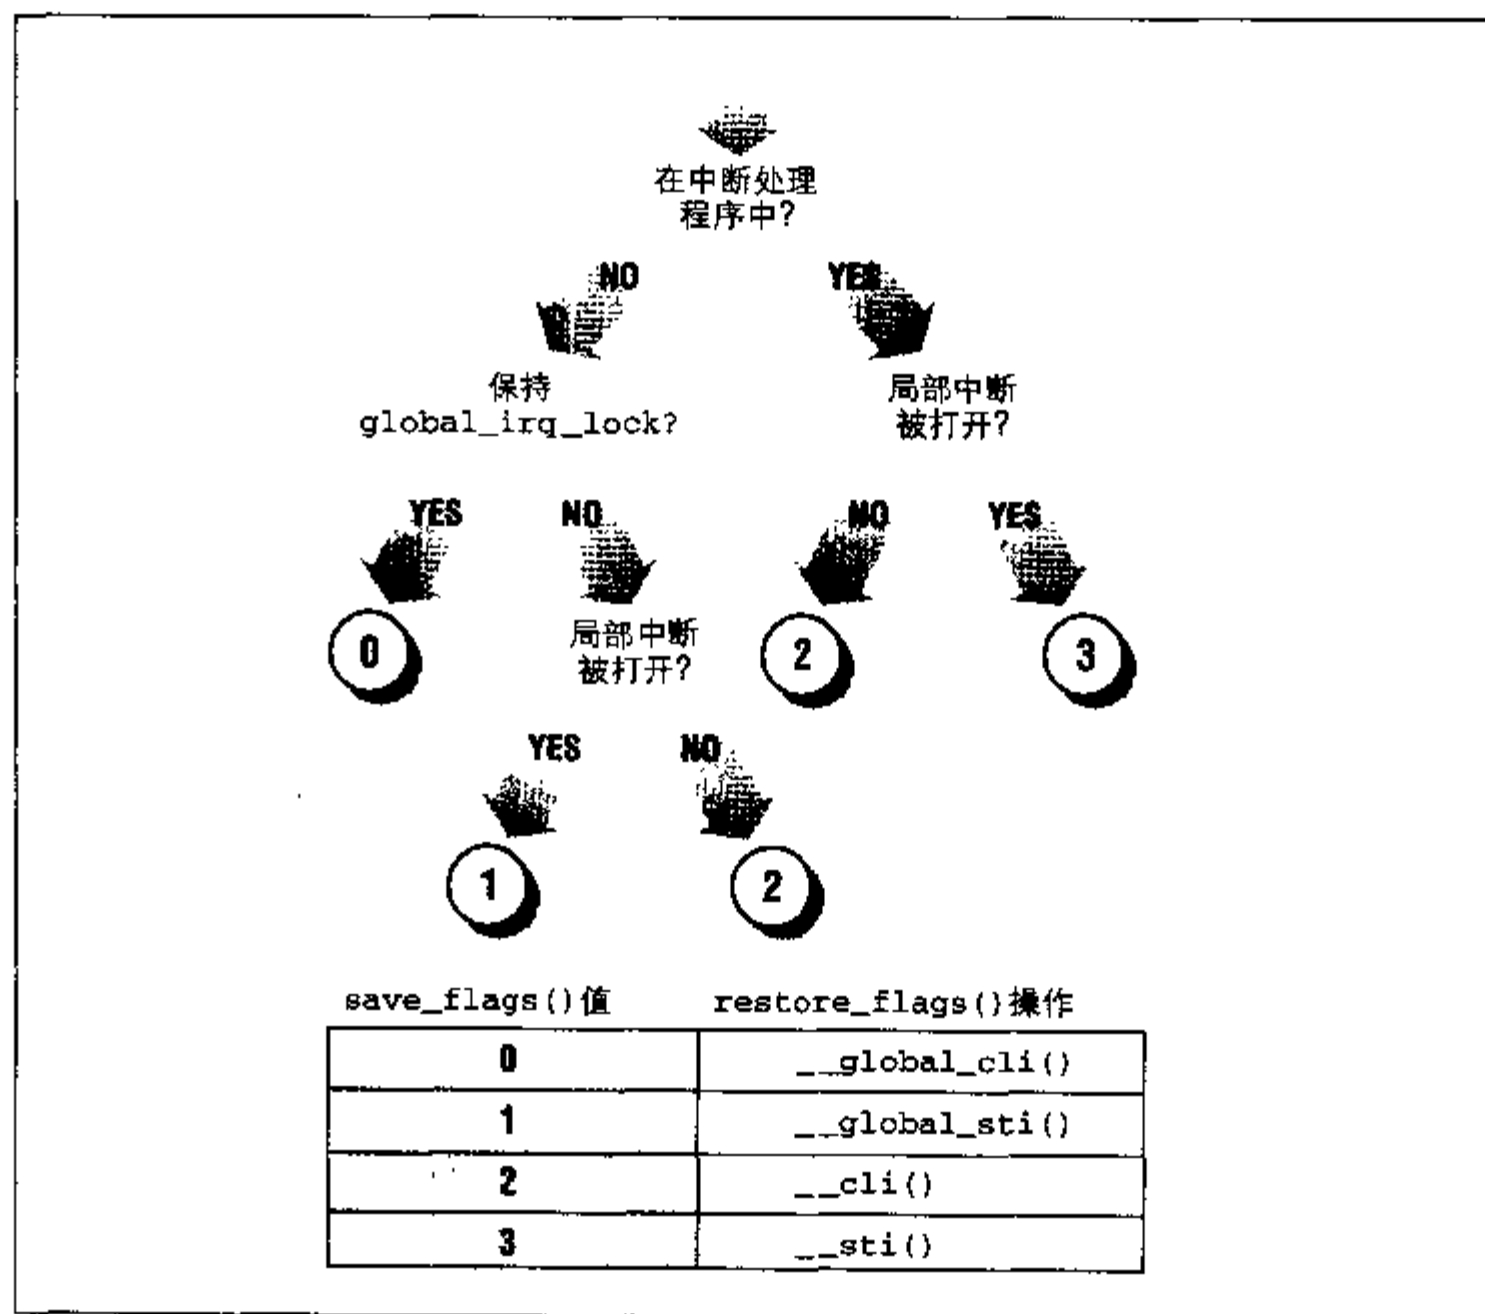 在中断处理
程序中?
NO YES
保持
global_irq_lock?
局部中断
被打开?
YES NO NO YES
0
局部中断
被打开?
2 3
YES NO
1 2
save_flags()值 restore_flags()操作
0 __global_cli()
1 __global_sti()
2 __cli()
3 __sti()